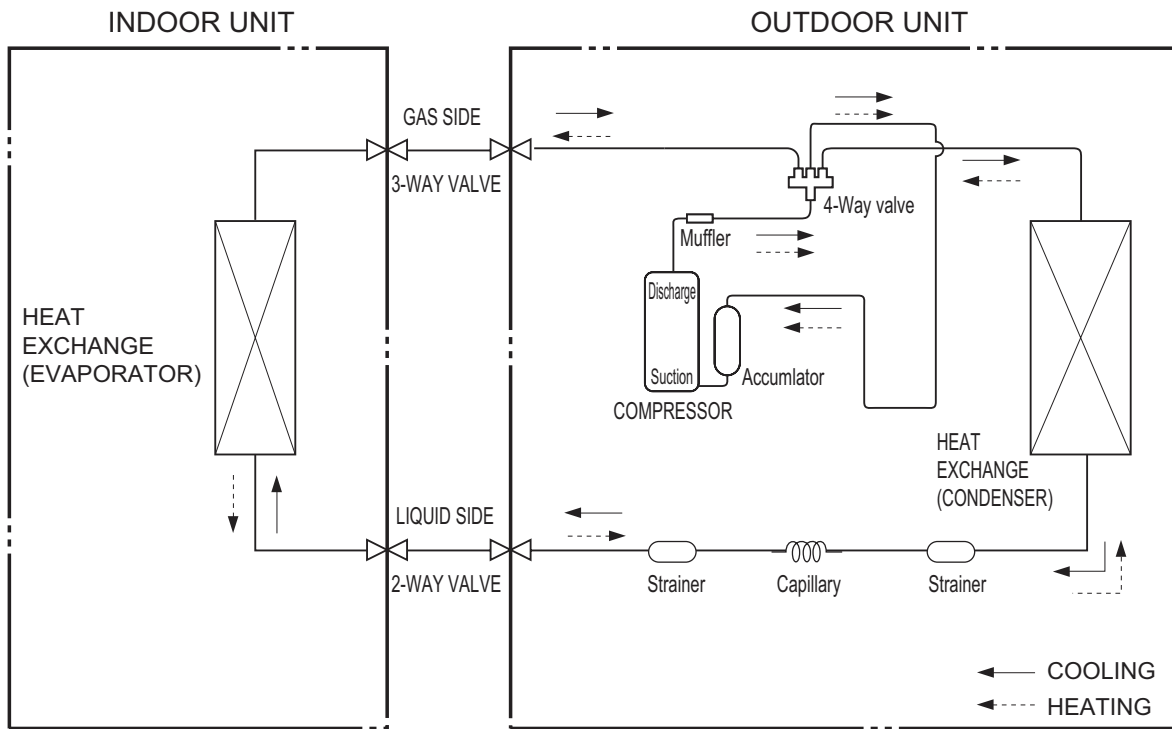 INDOOR UNIT
OUTDOOR UNIT
GAS SIDE
3-WAY VALVE
4-Way valve
Muffler
Discharge
Suction
Accumlator
COMPRESSOR
HEAT
EXCHANGE
(EVAPORATOR)
HEAT
EXCHANGE
(CONDENSER)
LIQUID SIDE
2-WAY VALVE
Strainer
Capillary
Strainer
COOLING
HEATING